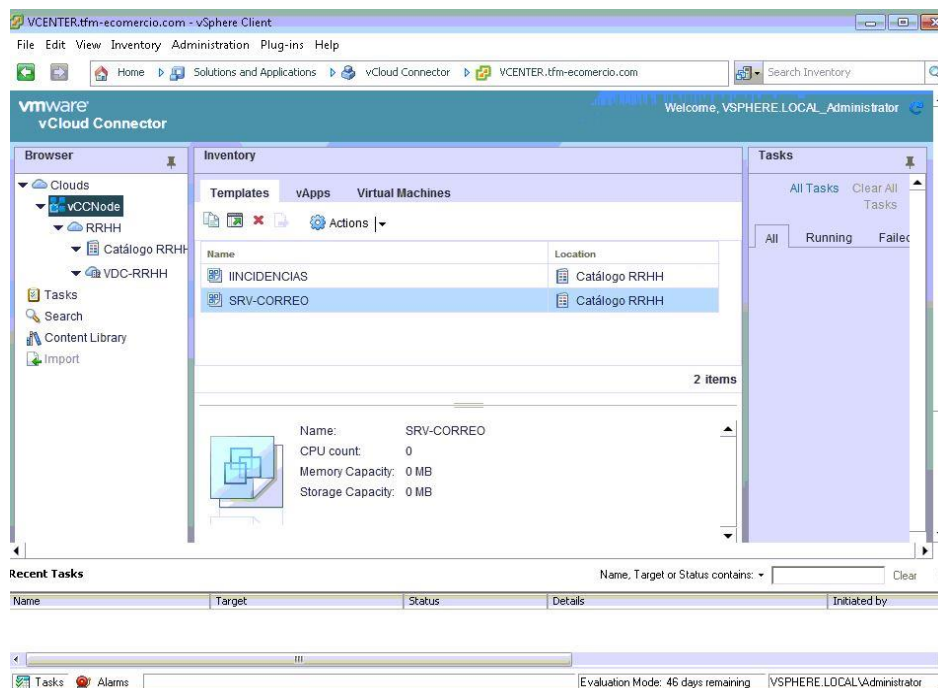 VCENTER.tfm-ecomercio.com - vSphere Client
File Edit View Inventory Administration Plug-ins Help
Home Solutions and Applications vCloud Connector VCENTER.tfm-ecomercio.com Search Inventory
vmware
vCloud Connector
Welcome, VSPHERE.LOCAL_Administrator
Browser
Clouds
vCCNode
RRHH
Catálogo RRHH
VDC-RRHH
Tasks
Search
Content Library
Import
Inventory
Templates vApps Virtual Machines
Actions
Name Location
IINCIDENCIAS Catálogo RRHH
SRV-CORREO Catálogo RRHH
2 items
Name: SRV-CORREO
CPU count: 0
Memory Capacity: 0 MB
Storage Capacity: 0 MB
Tasks
All Tasks Clear All
Tasks
All Running Failed
Recent Tasks Name, Target or Status contains: Clear
Name Target Status Details Initiated by
Tasks Alarms Evaluation Mode: 46 days remaining VSPHERE.LOCAL\Administrator